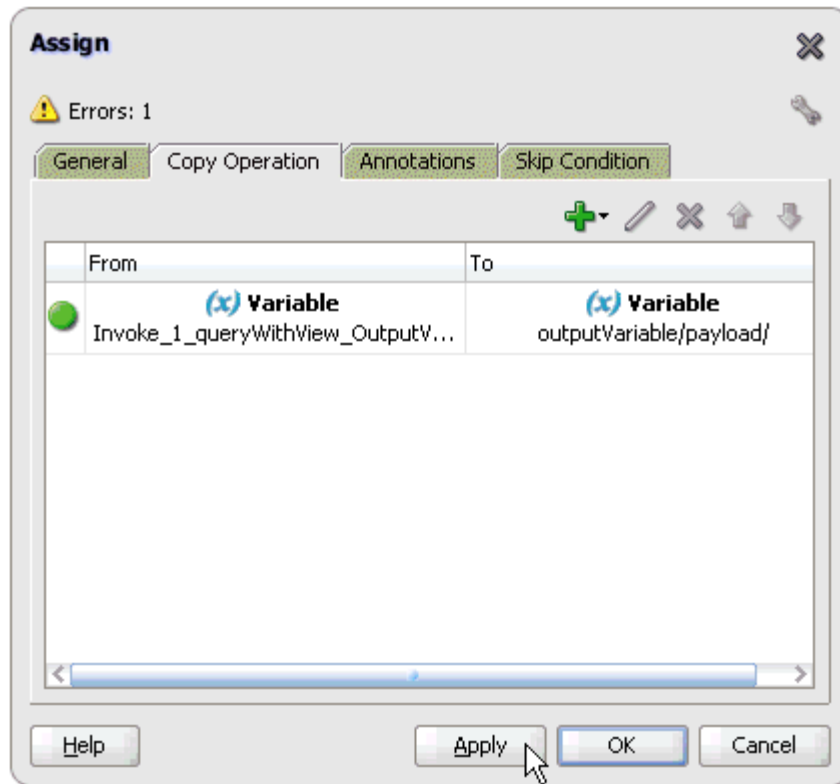 Assign
Errors: 1
General Copy Operation Annotations Skip Condition
From To
(x) Variable (x) Variable
Invoke_1_queryWithView_OutputV... outputVariable/payload/
Help Apply OK Cancel